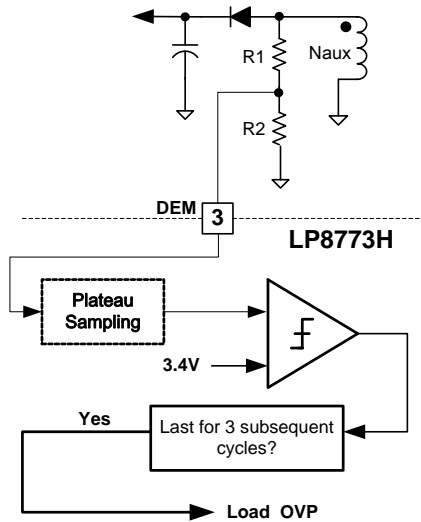 R1
Naux
R2
DEM
3
LP8773H
Plateau
Sampling
3.4V
Yes
Last for 3 subsequent
cycles?
Load OVP